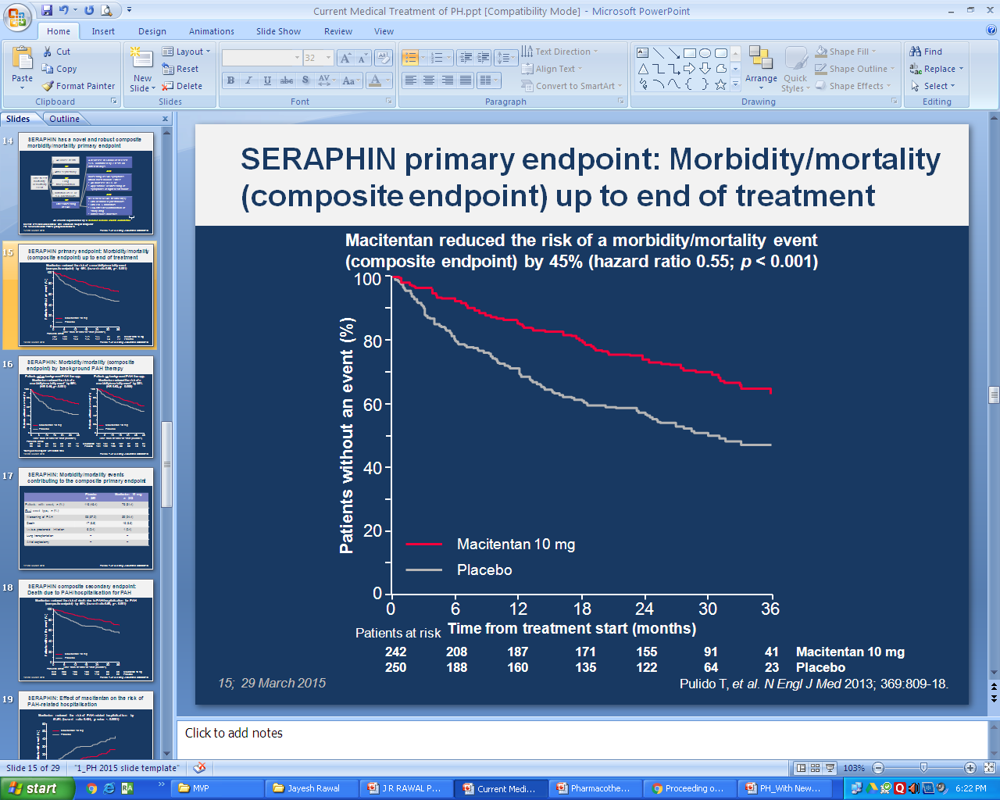 Current Medical Treatment of PH.ppt [Compatibility Mode] - Microsoft PowerPoint
Home Insert Design Animations Slide Show Review View
Paste
Cut
Copy
Format Painter
Clipboard
New Slide
Layout
Reset
Delete
Slides
32
Font
Paragraph
Text Direction
Align Text
Convert to SmartArt
Arrange
Quick Styles
Shape Fill
Shape Outline
Shape Effects
Drawing
Find
Replace
Select
Editing
Slides Outline
14
SERAPHIN has a novel and robust composite
morbidity/mortality primary endpoint
15
SERAPHIN primary endpoint: Morbidity/mortality
(composite endpoint) up to end of treatment
16
SERAPHIN: Morbidity/mortality (composite
endpoint) by background PAH therapy
17
SERAPHIN: Morbidity/mortality events
contributing to the composite primary endpoint
18
SERAPHIN composite secondary endpoint:
Death due to PAH/hospitalisation for PAH
19
SERAPHIN: Effect of macitentan on the risk of
PAH-related hospitalisation
SERAPHIN primary endpoint: Morbidity/mortality
(composite endpoint) up to end of treatment
Macitentan reduced the risk of a morbidity/mortality event
(composite endpoint) by 45% (hazard ratio 0.55; p < 0.001)
Patients without an event (%)
100
80
60
40
20
0
Macitentan 10 mg
Placebo
0 6 12 18 24 30 36
Time from treatment start (months)
Patients at risk
242 208 187 171 155 91 41 Macitentan 10 mg
250 188 160 135 122 64 23 Placebo
15; 29 March 2015
Pulido T, et al. N Engl J Med 2013; 369:809-18.
Click to add notes
Slide 15 of 29 "1_PH 2015 slide template" 103%
start MVP Jayesh Rawal J R RAWAL P... Current Medi... Pharmacothe... Proceeding o... PH_With New... 6:22 PM